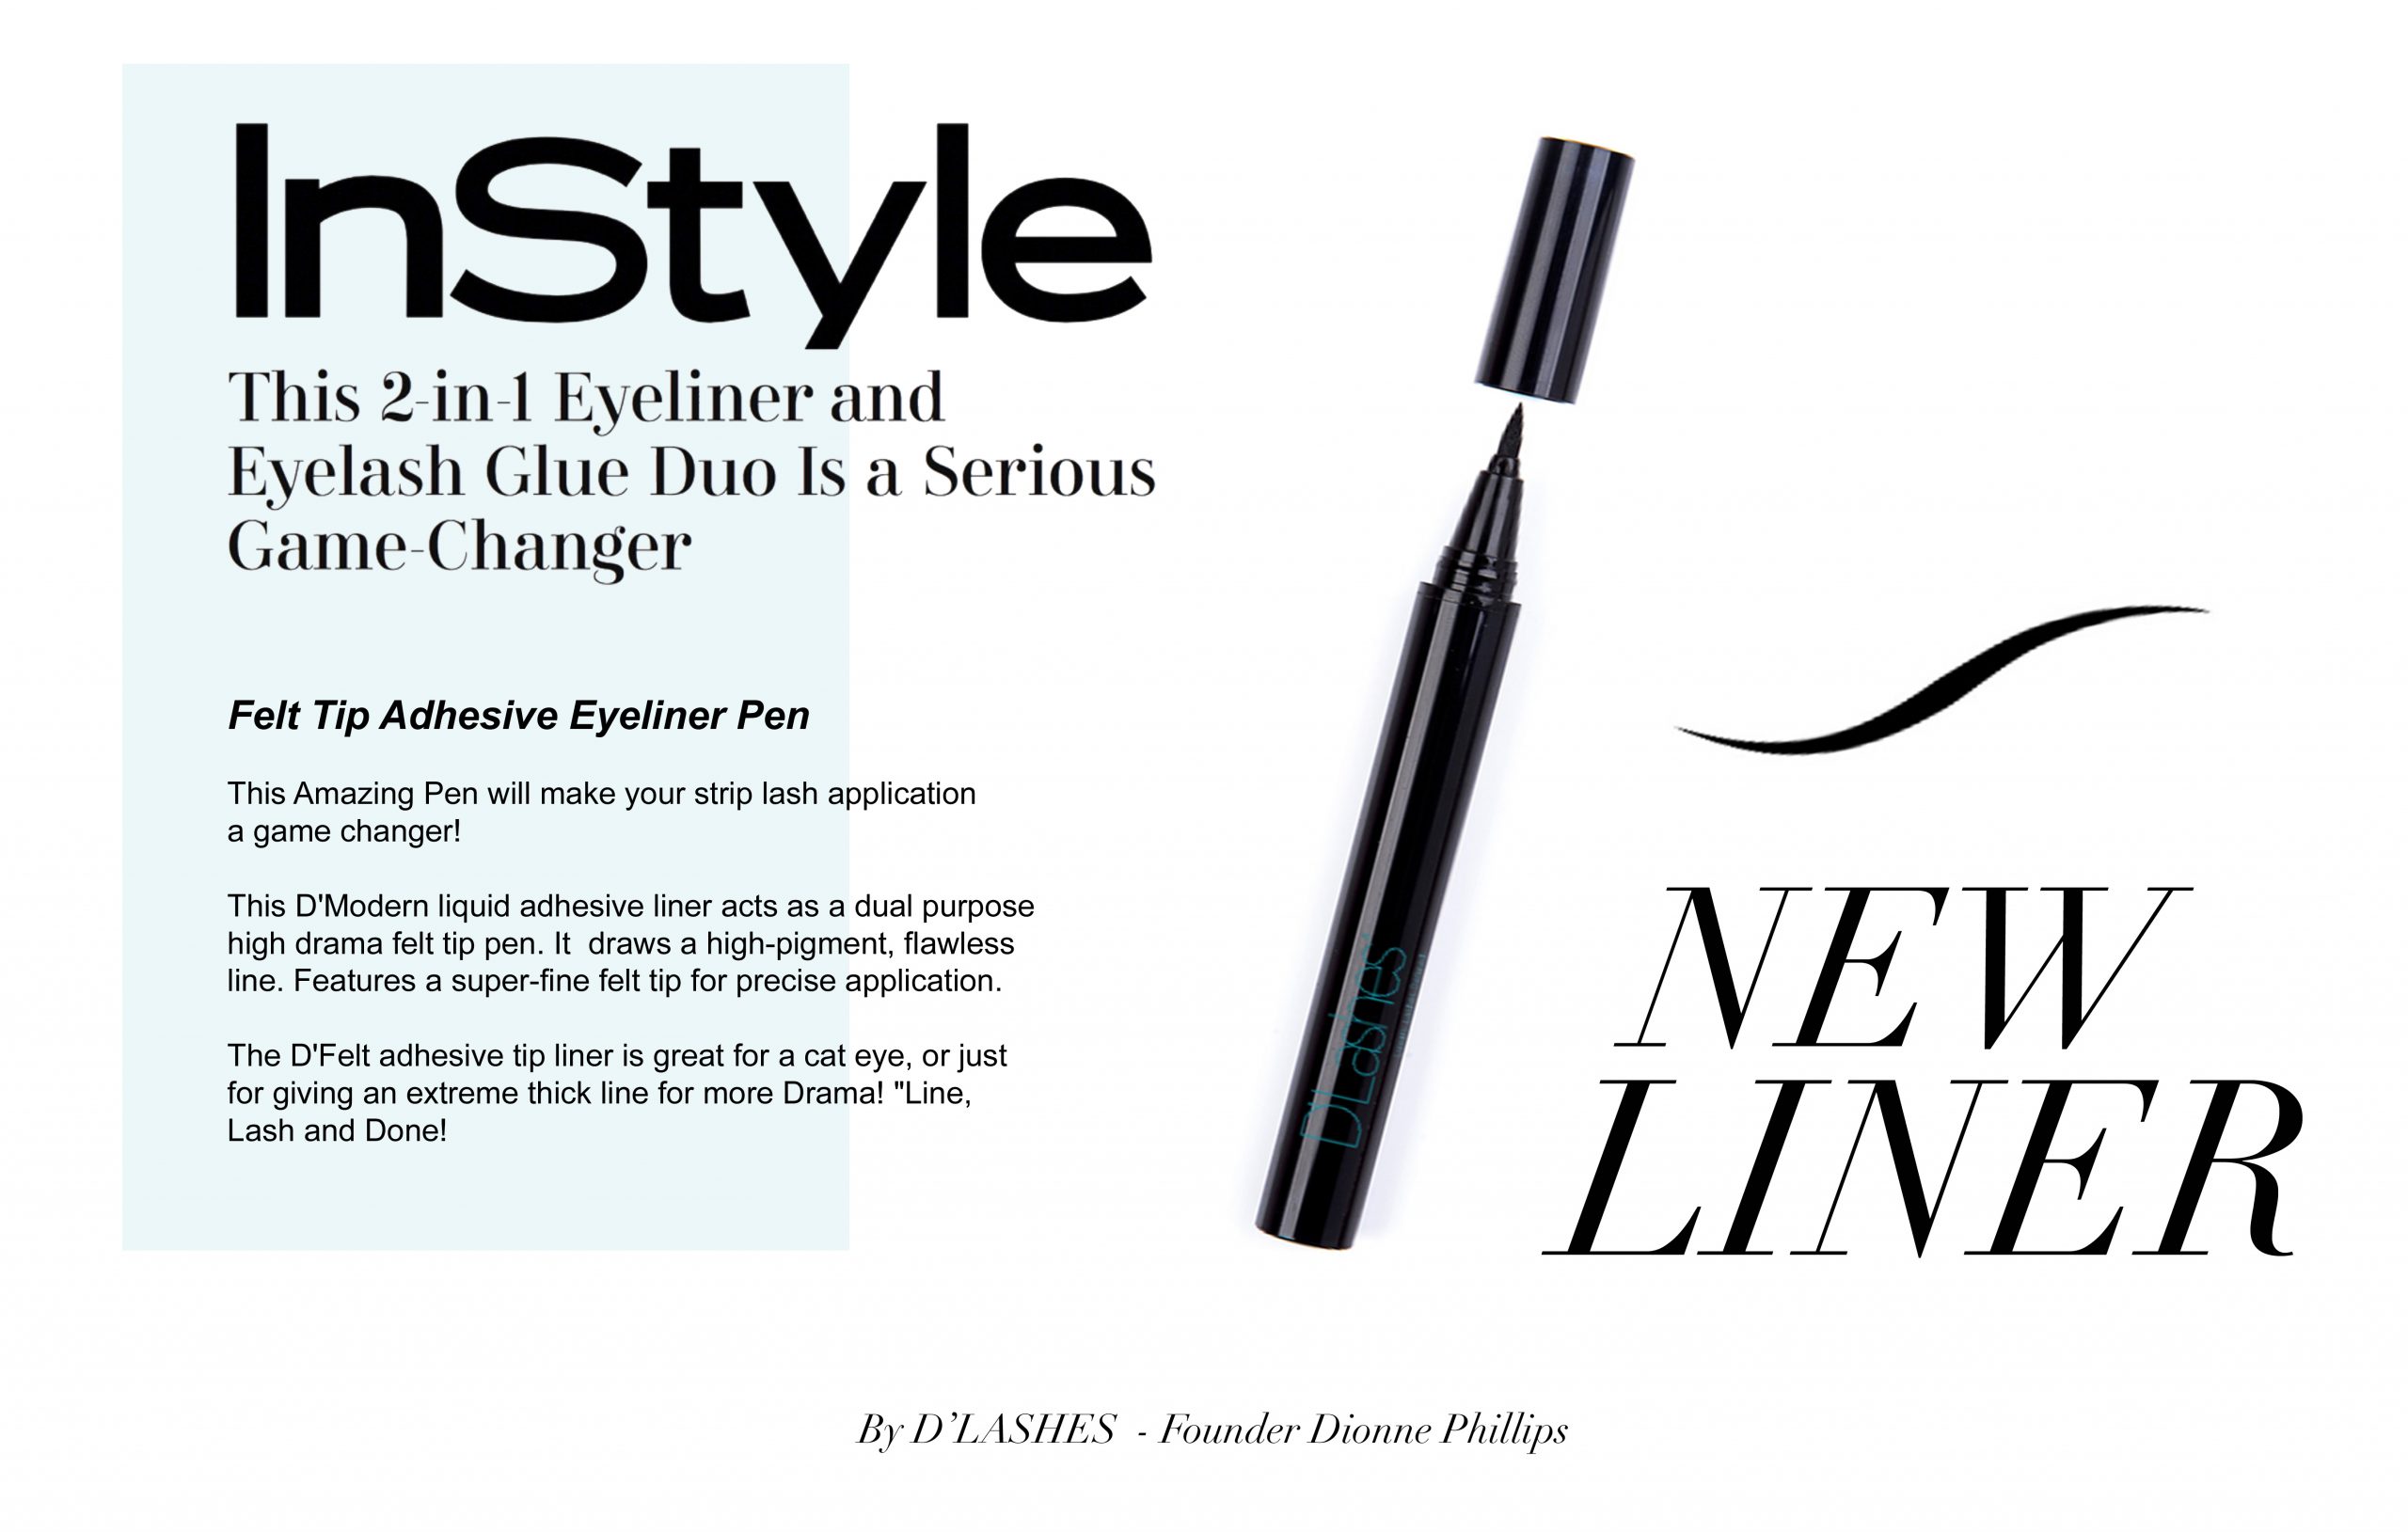 InStyle
This 2-in-1 Eyeliner and
Eyelash Glue Duo Is a Serious
Game-Changer
Felt Tip Adhesive Eyeliner Pen
This Amazing Pen will make your strip lash application
a game changer!
This D'Modern liquid adhesive liner acts as a dual purpose
high drama felt tip pen. It  draws a high-pigment, flawless
line. Features a super-fine felt tip for precise application.
The D'Felt adhesive tip liner is great for a cat eye, or just
for giving an extreme thick line for more Drama! "Line,
Lash and Done!
D'Lashes
NEW
LINER
By D’LASHES  - Founder Dionne Phillips